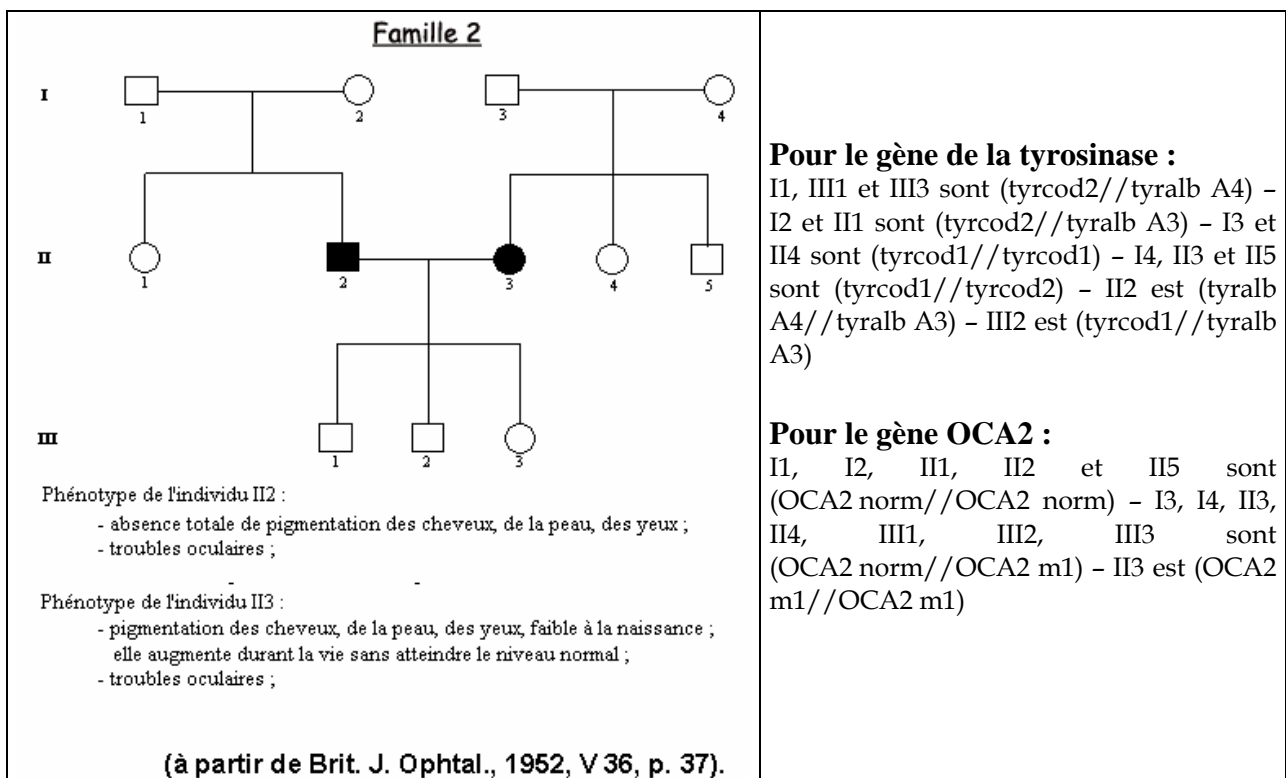 Famille 2
I
1
2
3
4
II
1
2
3
4
5
III
1
2
3
Phénotype de l'individu II2 :
- absence totale de pigmentation des cheveux, de la peau, des yeux ;
- troubles oculaires ;
- -
Phénotype de l'individu II3 :
- pigmentation des cheveux, de la peau, des yeux, faible à la naissance ;
elle augmente durant la vie sans atteindre le niveau normal ;
- troubles oculaires ;
(à partir de Brit. J. Ophtal., 1952, V 36, p. 37).
Pour le gène de la tyrosinase :
I1, III1 et III3 sont (tyrcod2//tyralb A4) –
I2 et II1 sont (tyrcod2//tyralb A3) – I3 et
II4 sont (tyrcod1//tyrcod1) – I4, II3 et II5
sont (tyrcod1//tyrcod2) – II2 est (tyralb
A4//tyralb A3) – III2 est (tyrcod1//tyralb
A3)
Pour le gène OCA2 :
I1, I2, II1, II2 et II5 sont
(OCA2 norm//OCA2 norm) – I3, I4, II3,
II4, III1, III2, III3 sont
(OCA2 norm//OCA2 m1) – II3 est (OCA2
m1//OCA2 m1)